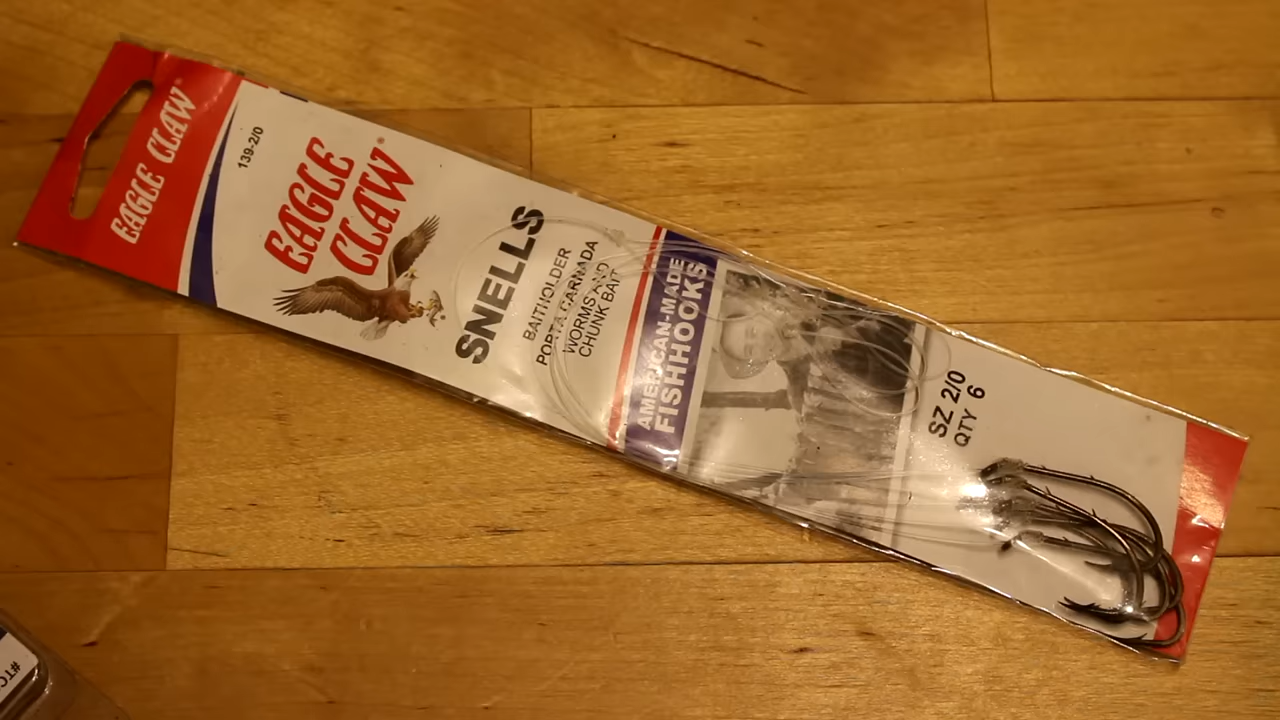 EAGLE CLAW®
139-2/0
EAGLE
CLAW®
SNELLS
BAITHOLDER
PORTA CARNADA
WORMS AND
CHUNK BAIT
AMERICAN-MADE
FISHHOOKS
SZ 2/0
QTY 6